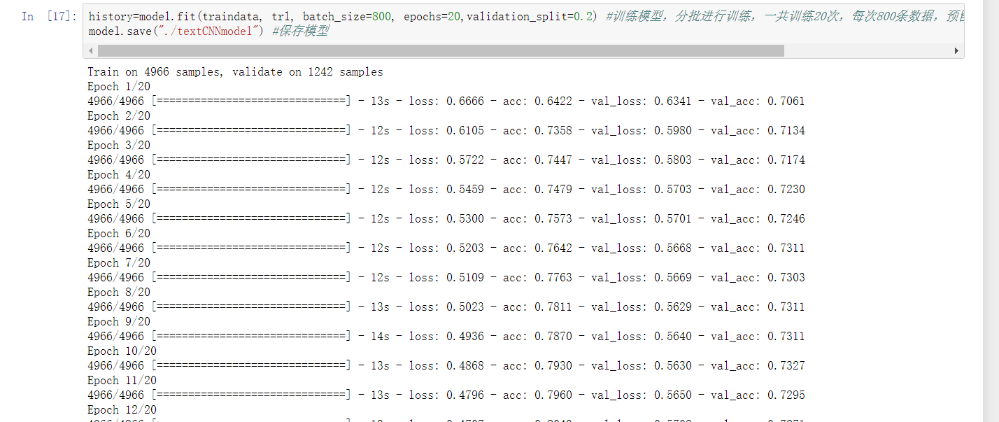 In [17]: history=model.fit(traindata, trl, batch_size=800, epochs=20,validation_split=0.2) #训练模型，分批进行训练，一共训练20次，每次800条数据，预留
model.save("./textCNNmodel") #保存模型
Train on 4966 samples, validate on 1242 samples
Epoch 1/20
4966/4966 [==============================] - 13s - loss: 0.6666 - acc: 0.6422 - val_loss: 0.6341 - val_acc: 0.7061
Epoch 2/20
4966/4966 [==============================] - 12s - loss: 0.6105 - acc: 0.7358 - val_loss: 0.5980 - val_acc: 0.7134
Epoch 3/20
4966/4966 [==============================] - 12s - loss: 0.5722 - acc: 0.7447 - val_loss: 0.5803 - val_acc: 0.7174
Epoch 4/20
4966/4966 [==============================] - 12s - loss: 0.5459 - acc: 0.7479 - val_loss: 0.5703 - val_acc: 0.7230
Epoch 5/20
4966/4966 [==============================] - 12s - loss: 0.5300 - acc: 0.7573 - val_loss: 0.5701 - val_acc: 0.7246
Epoch 6/20
4966/4966 [==============================] - 12s - loss: 0.5203 - acc: 0.7642 - val_loss: 0.5668 - val_acc: 0.7311
Epoch 7/20
4966/4966 [==============================] - 12s - loss: 0.5109 - acc: 0.7763 - val_loss: 0.5669 - val_acc: 0.7303
Epoch 8/20
4966/4966 [==============================] - 13s - loss: 0.5023 - acc: 0.7811 - val_loss: 0.5629 - val_acc: 0.7311
Epoch 9/20
4966/4966 [==============================] - 14s - loss: 0.4936 - acc: 0.7870 - val_loss: 0.5640 - val_acc: 0.7311
Epoch 10/20
4966/4966 [==============================] - 13s - loss: 0.4868 - acc: 0.7930 - val_loss: 0.5630 - val_acc: 0.7327
Epoch 11/20
4966/4966 [==============================] - 13s - loss: 0.4796 - acc: 0.7960 - val_loss: 0.5650 - val_acc: 0.7295
Epoch 12/20